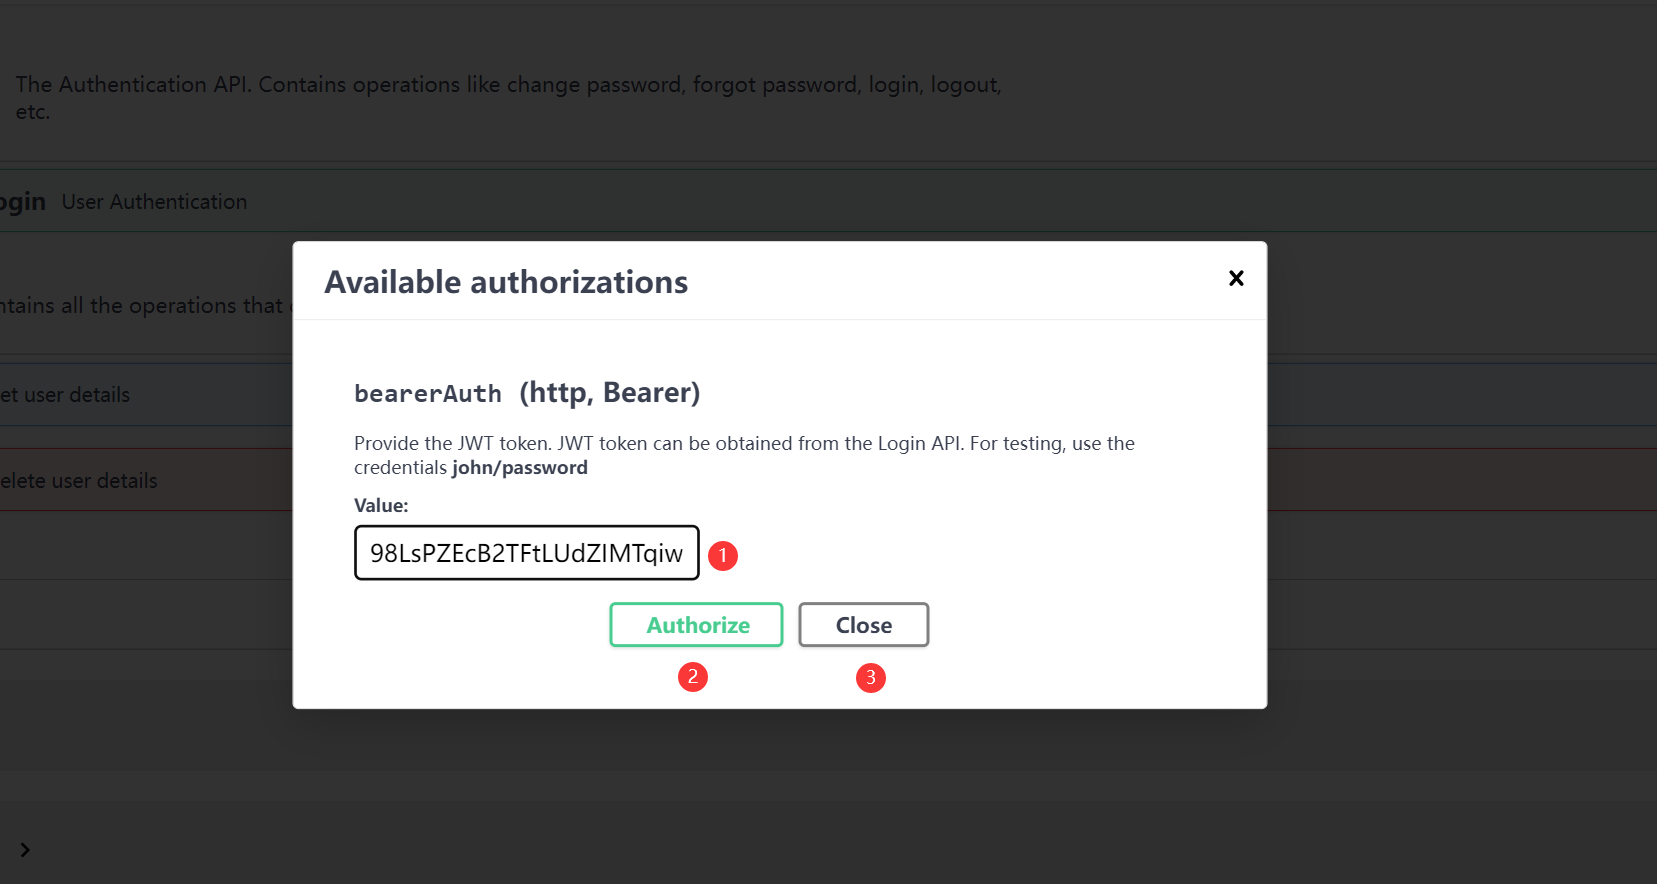 The Authentication API. Contains operations like change password, forgot password, login, logout,
etc.
ogin User Authentication
Available authorizations
ntains all the operations that
bearerAuth (http, Bearer)
et user details
Provide the JWT token. JWT token can be obtained from the Login API. For testing, use the
credentials john/password
elete user details
Value:
98LsPZEcB2TFtLUdZIMTqiw
1
Authorize
Close
2
3